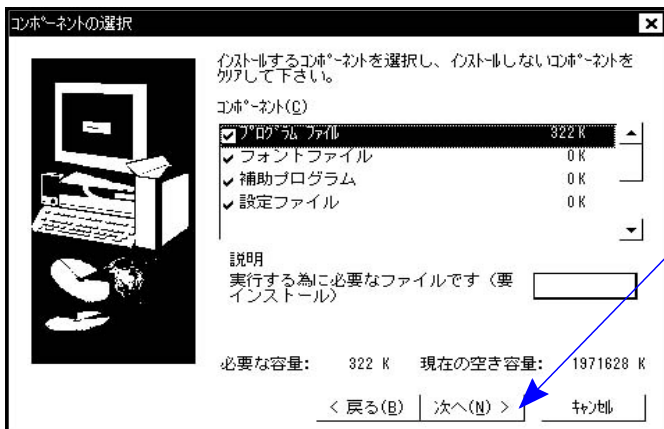 コンポーネントの選択
インストールするコンポーネントを選択し、インストールしないコンポーネントを
クリアして下さい。
コンポーネント(C)
プログラム ファイル 322 K
フォントファイル 0 K
補助プログラム 0 K
設定ファイル 0 K
説明
実行する為に必要なファイルです（要
インストール）
必要な容量: 322 K 現在の空き容量: 1971628 K
< 戻る(B) 次へ(N) > キャンセル